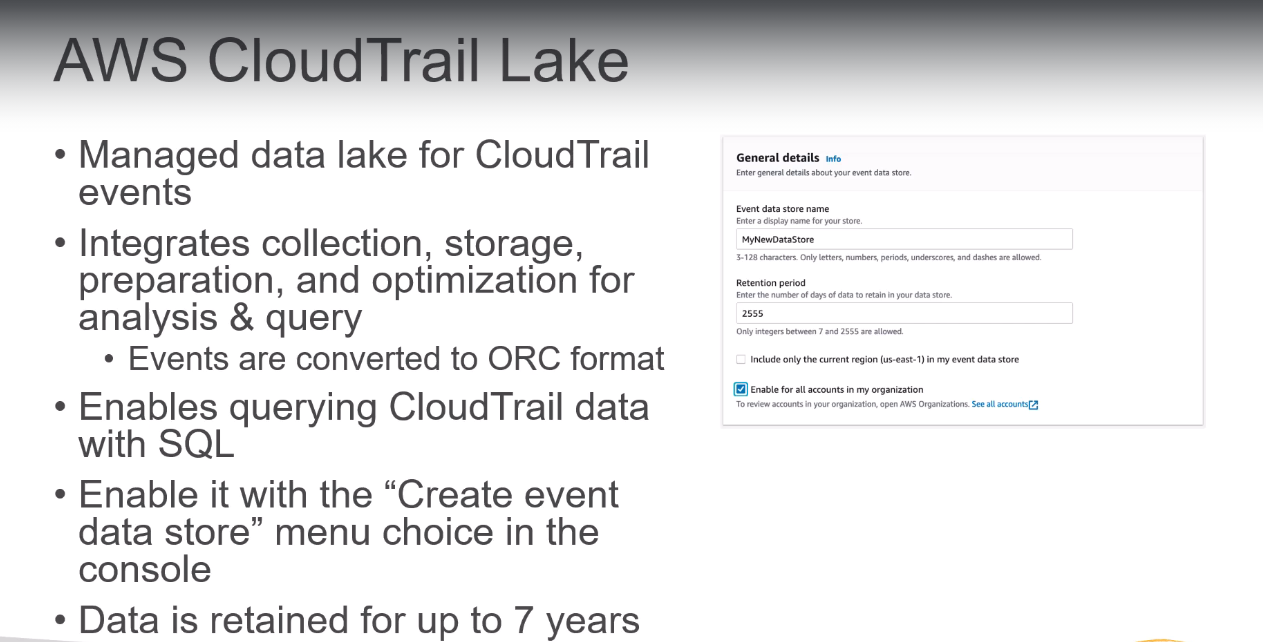 AWS CloudTrail Lake
• Managed data lake for CloudTrail
events
• Integrates collection, storage,
preparation, and optimization for
analysis & query
• Events are converted to ORC format
• Enables querying CloudTrail data
with SQL
• Enable it with the “Create event
data store” menu choice in the
console
• Data is retained for up to 7 years
General details Info
Enter general details about your event data store.
Event data store name
Enter a display name for your store.
MyNewDataStore
3-128 characters. Only letters, numbers, periods, underscores, and dashes are allowed.
Retention period
Enter the number of days of data to retain in your data store.
2555
Only integers between 7 and 2555 are allowed.
Include only the current region (us-east-1) in my event data store
Enable for all accounts in my organization
To review accounts in your organization, open AWS Organizations. See all accounts